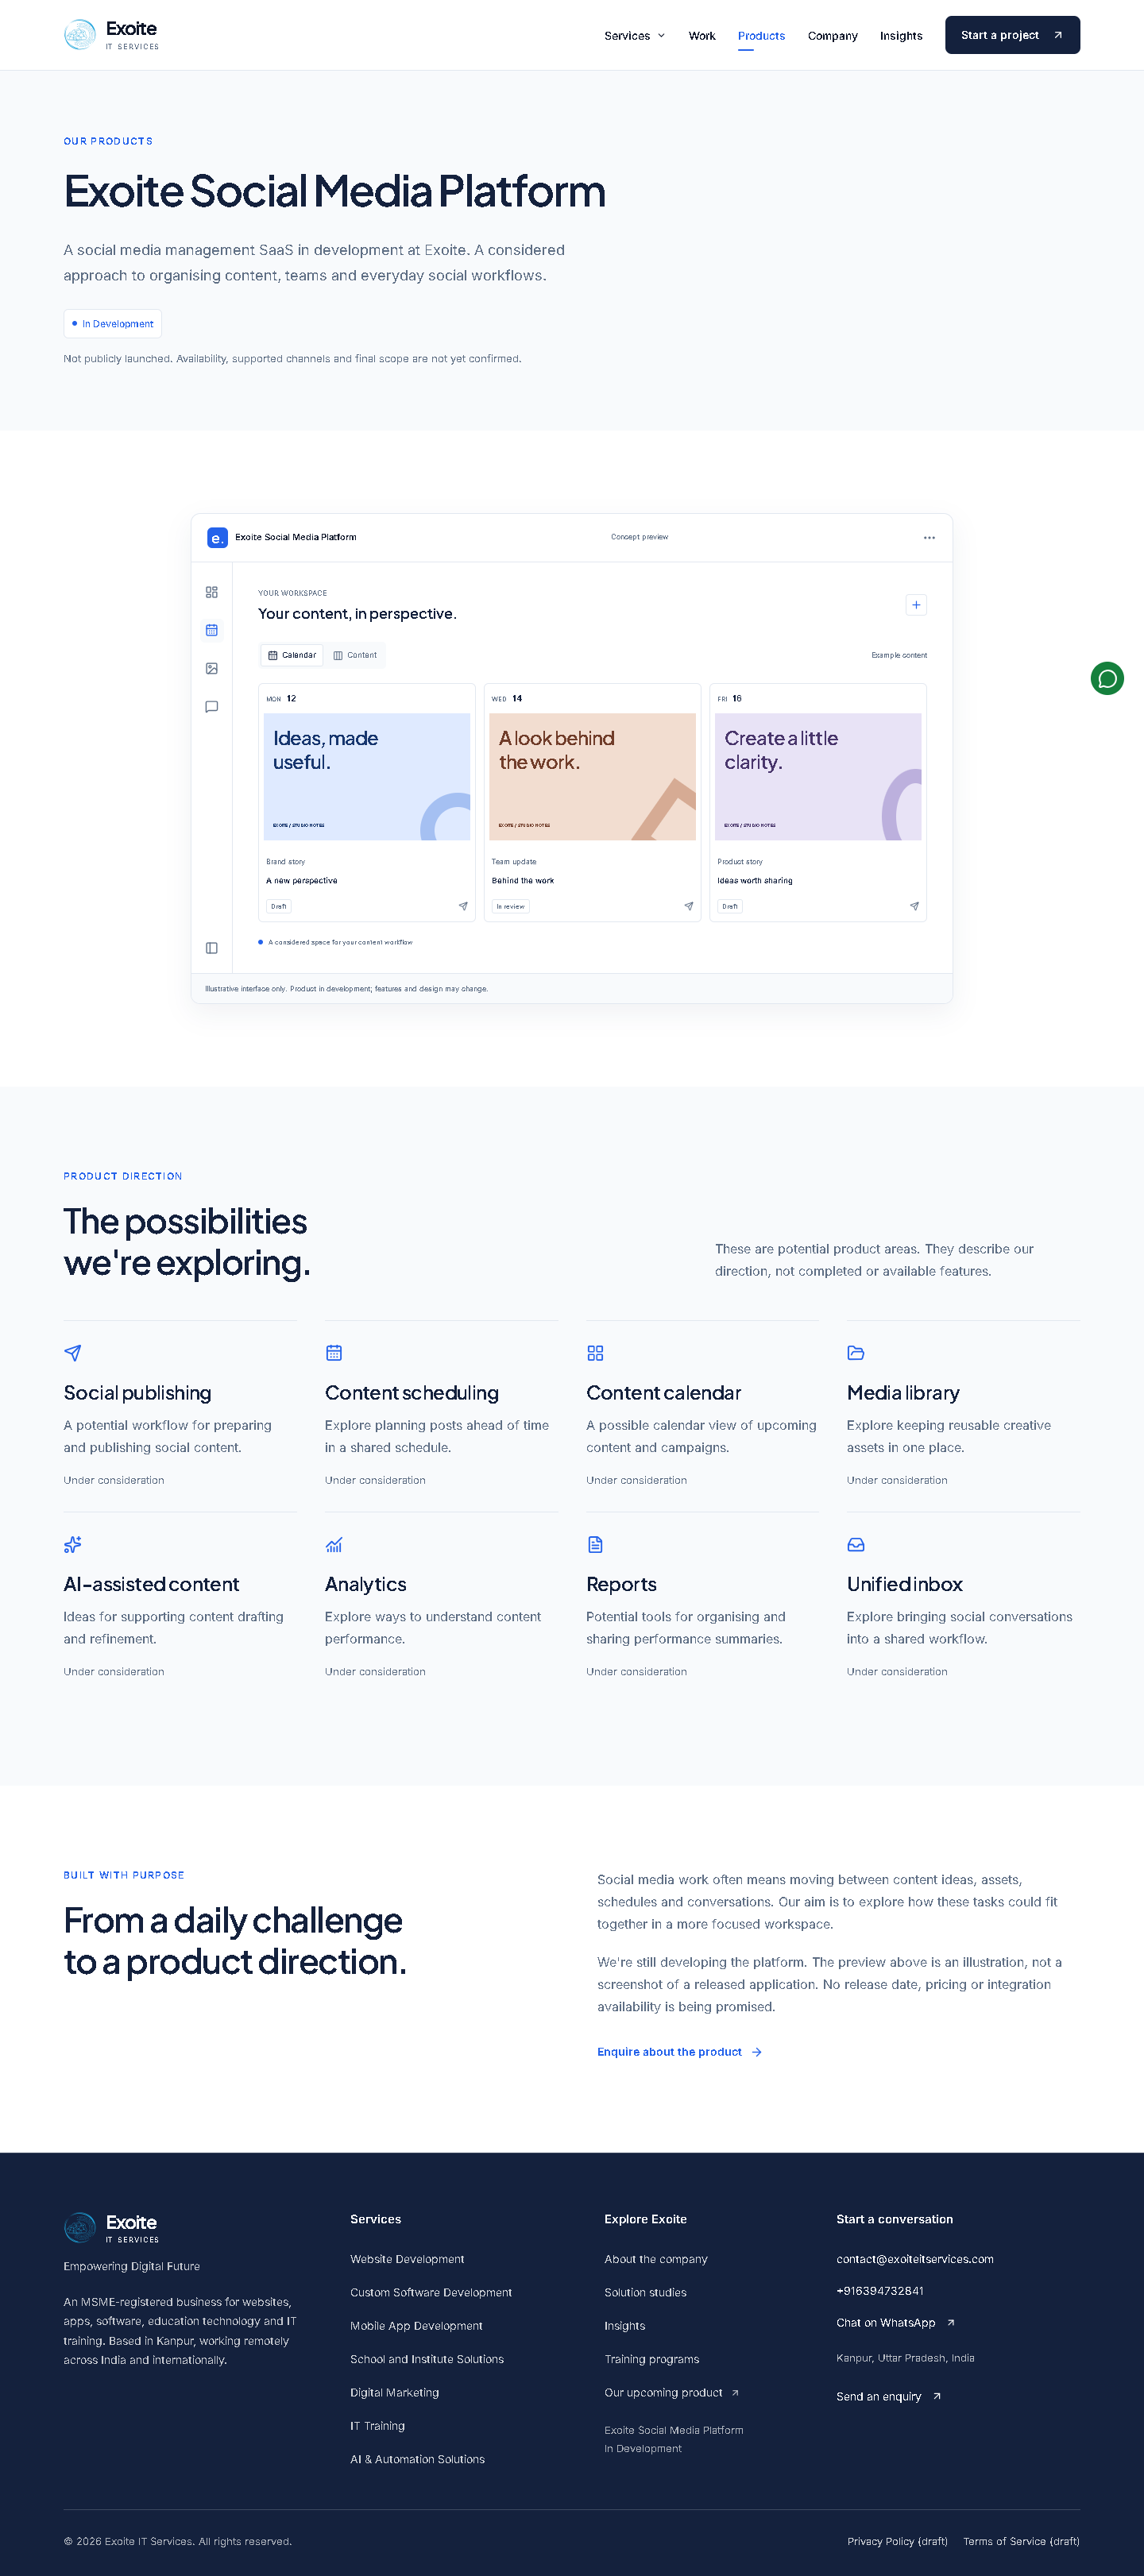 Exoite
IT SERVICES
Services
Work
Products
Company
Insights
Start a project
OUR PRODUCTS
Exoite Social Media Platform
A social media management SaaS in development at Exoite. A considered
approach to organising content, teams and everyday social workflows.
In Development
Not publicly launched. Availability, supported channels and final scope are not yet confirmed.
e.
Exoite Social Media Platform
Concept preview
YOUR WORKSPACE
Your content, in perspective.
Calendar
Content
Example content
MON 12
Ideas, made
useful.
EXOITE / STUDIO NOTES
Brand story
A new perspective
Draft
WED 14
A look behind
the work.
EXOITE / STUDIO NOTES
Team update
Behind the work
In review
FRI 16
Create a little
clarity.
EXOITE / STUDIO NOTES
Product story
Ideas worth sharing
Draft
A considered space for your content workflow
Illustrative interface only. Product in development; features and design may change.
PRODUCT DIRECTION
The possibilities
we're exploring.
These are potential product areas. They describe our
direction, not completed or available features.
Social publishing
A potential workflow for preparing
and publishing social content.
Under consideration
Content scheduling
Explore planning posts ahead of time
in a shared schedule.
Under consideration
Content calendar
A possible calendar view of upcoming
content and campaigns.
Under consideration
Media library
Explore keeping reusable creative
assets in one place.
Under consideration
AI-assisted content
Ideas for supporting content drafting
and refinement.
Under consideration
Analytics
Explore ways to understand content
performance.
Under consideration
Reports
Potential tools for organising and
sharing performance summaries.
Under consideration
Unified inbox
Explore bringing social conversations
into a shared workflow.
Under consideration
BUILT WITH PURPOSE
From a daily challenge
to a product direction.
Social media work often means moving between content ideas, assets,
schedules and conversations. Our aim is to explore how these tasks could fit
together in a more focused workspace.
We're still developing the platform. The preview above is an illustration, not a
screenshot of a released application. No release date, pricing or integration
availability is being promised.
Enquire about the product
Exoite
IT SERVICES
Empowering Digital Future
An MSME-registered business for websites,
apps, software, education technology and IT
training. Based in Kanpur, working remotely
across India and internationally.
Services
Website Development
Custom Software Development
Mobile App Development
School and Institute Solutions
Digital Marketing
IT Training
AI & Automation Solutions
Explore Exoite
About the company
Solution studies
Insights
Training programs
Our upcoming product
Exoite Social Media Platform
In Development
Start a conversation
contact@exoiteitservices.com
+916394732841
Chat on WhatsApp
Kanpur, Uttar Pradesh, India
Send an enquiry
© 2026 Exoite IT Services. All rights reserved.
Privacy Policy (draft)
Terms of Service (draft)